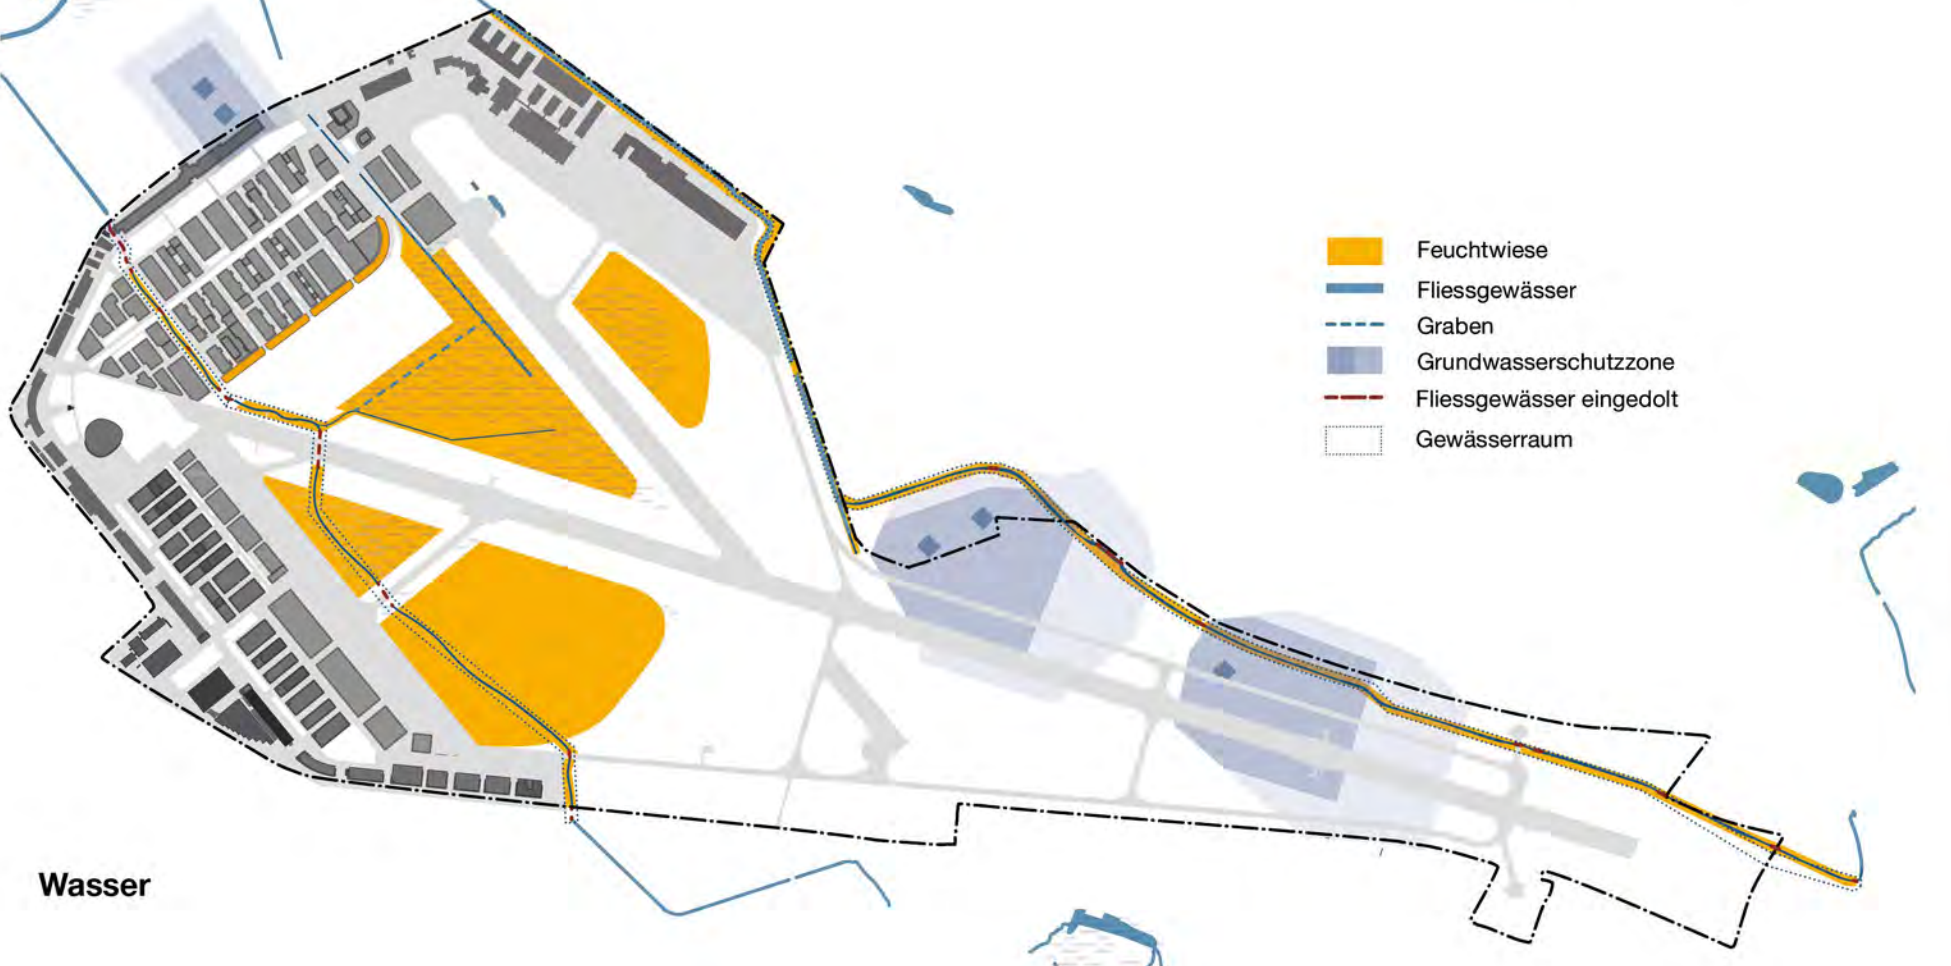 Feuchtwiese
Fliessgewässer
Graben
Grundwasserschutzzone
Fliessgewässer eingedolt
Gewässerraum
Wasser